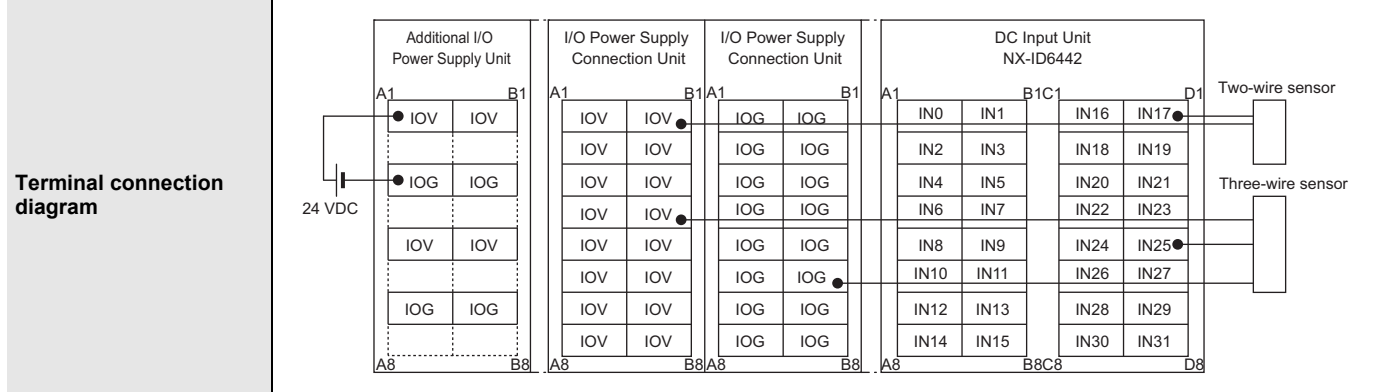 Terminal connection
diagram
Additional I/O
Power Supply Unit
I/O Power Supply
Connection Unit
I/O Power Supply
Connection Unit
DC Input Unit
NX-ID6442
Two-wire sensor
A1 B1 A1 B1 A1 B1 A1 B1 C1 D1
IOV IOV IOV IOV IOG IOG IN0 IN1 IN16 IN17
IOV IOV IOG IOG IN2 IN3 IN18 IN19
IOG IOG IOV IOV IOG IOG IN4 IN5 IN20 IN21 Three-wire sensor
24 VDC IOV IOV IOG IOG IN6 IN7 IN22 IN23
IOV IOV IOV IOV IOG IOG IN8 IN9 IN24 IN25
IOV IOV IOG IOG IN10 IN11 IN26 IN27
IOG IOG IOV IOV IOG IOG IN12 IN13 IN28 IN29
IOV IOV IOG IOG IN14 IN15 IN30 IN31
A8 B8 A8 B8 A8 B8 A8 B8 C8 D8